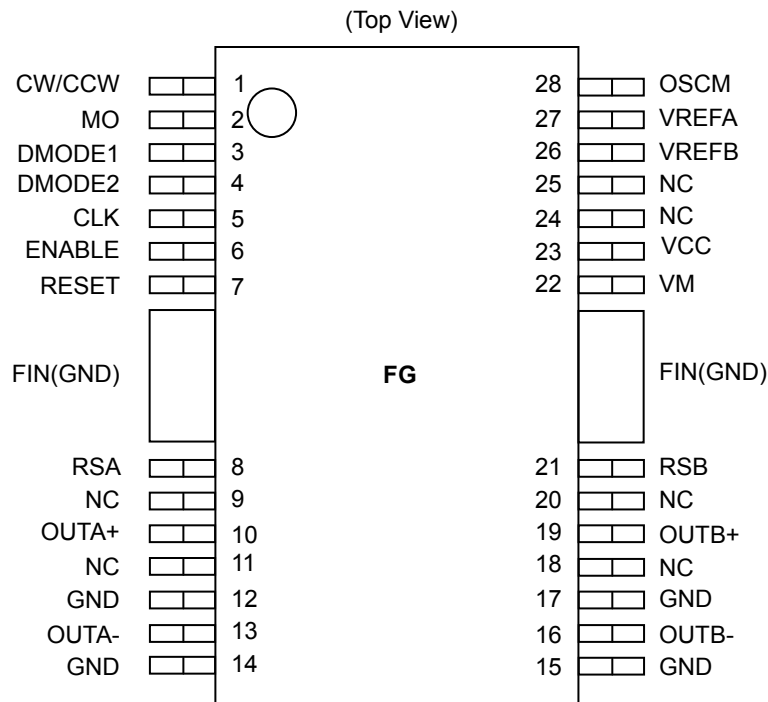 (Top View)
CW/CCW 1 28 OSCM
MO 2 27 VREFA
DMODE1 3 26 VREFB
DMODE2 4 25 NC
CLK 5 24 NC
ENABLE 6 23 VCC
RESET 7 22 VM
FIN(GND) FG FIN(GND)
RSA 8 21 RSB
NC 9 20 NC
OUTA+ 10 19 OUTB+
NC 11 18 NC
GND 12 17 GND
OUTA- 13 16 OUTB-
GND 14 15 GND